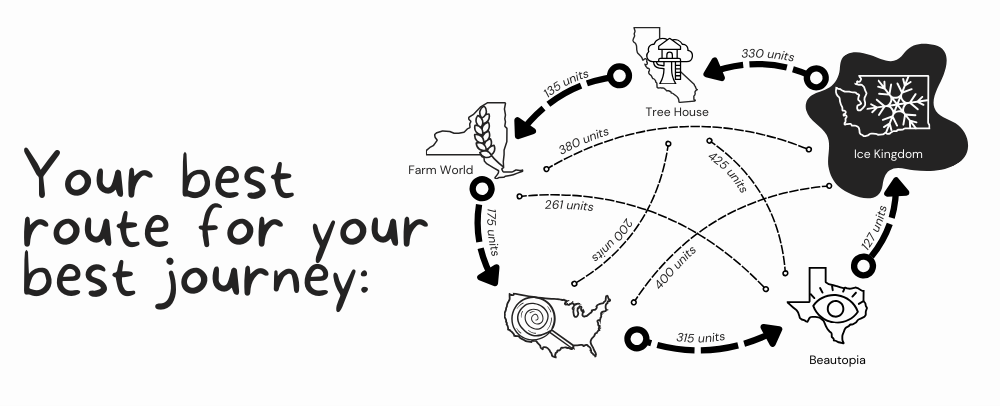 Your best
route for your
best journey:
330 units
135 units
Tree House
380 units
425 units
Ice Kingdom
Farm World
261 units
175 units
200 units
400 units
127 units
315 units
Beautopia